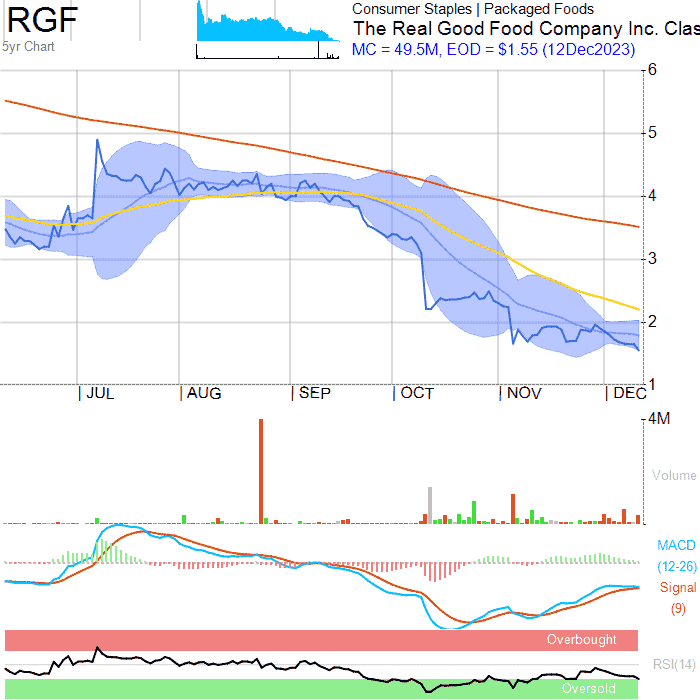 RGF
5yr Chart
Consumer Staples | Packaged Foods
The Real Good Food Company Inc. Clas
MC = 49.5M, EOD = $1.55 (12Dec2023)
6
5
4
3
2
1
JUL AUG SEP OCT NOV DEC
4M
Volume
MACD
(12-26)
Signal
(9)
Overbought
RSI(14)
Oversold